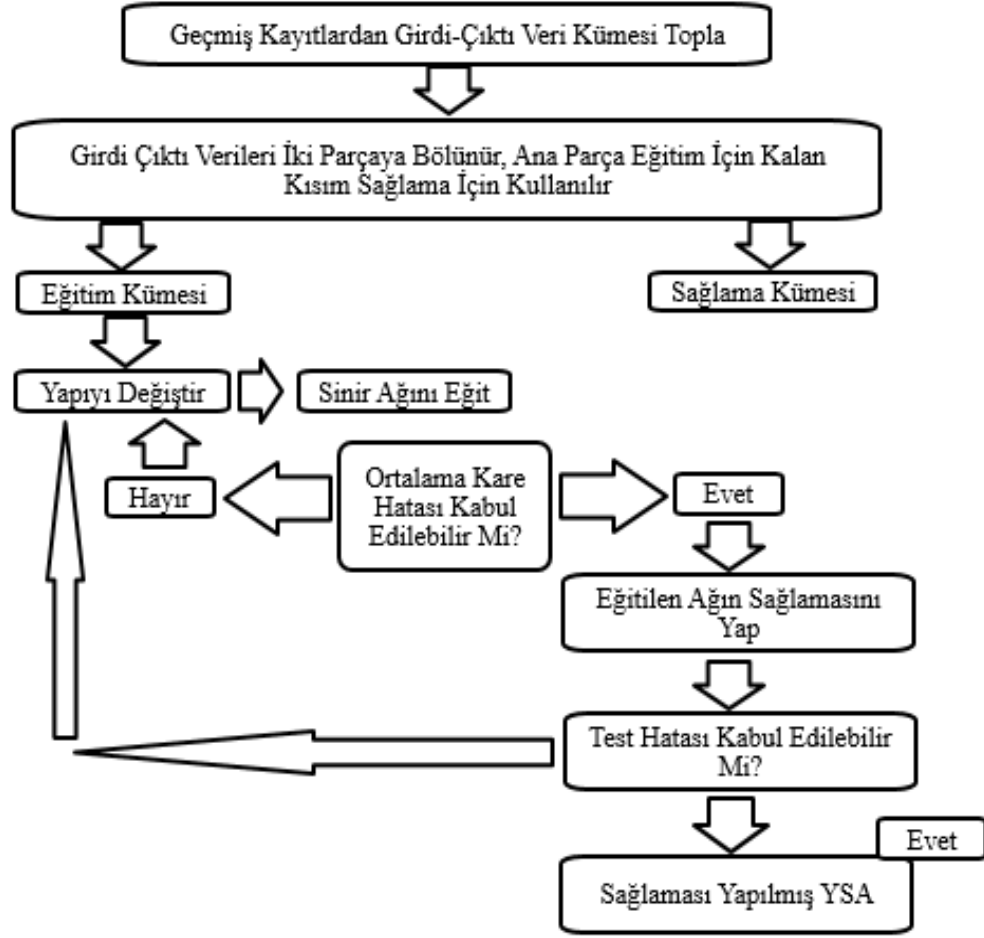 Geçmiş Kayıtlardan Girdi-Çıktı Veri Kümesi Topla
Girdi Çıktı Verileri İki Parçaya Bölünür, Ana Parça Eğitim İçin Kalan
Kısım Sağlama İçin Kullanılır
Eğitim Kümesi
Sağlama Kümesi
Yapıyı Değiştir
Sinir Ağını Eğit
Hayır
Ortalama Kare
Hatası Kabul
Edilebilir Mi?
Evet
Eğitilen Ağın Sağlamasını
Yap
Test Hatası Kabul Edilebilir
Mi?
Evet
Sağlaması Yapılmış YSA